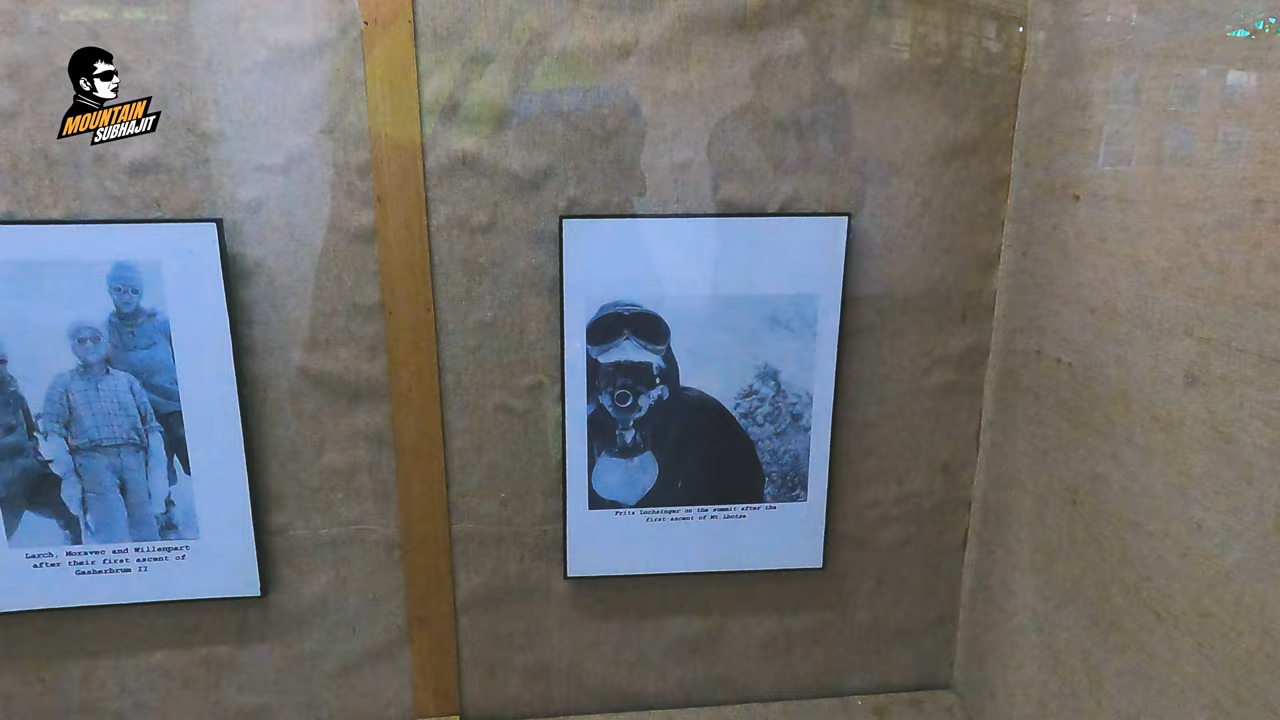 MOUNTAIN
SUBHAJIT
Larch, Moravec and Willenpart
after their first ascent of
Gasherbrum II
Fritz Luchsinger on the summit after the
first ascent of Mt Lhotse